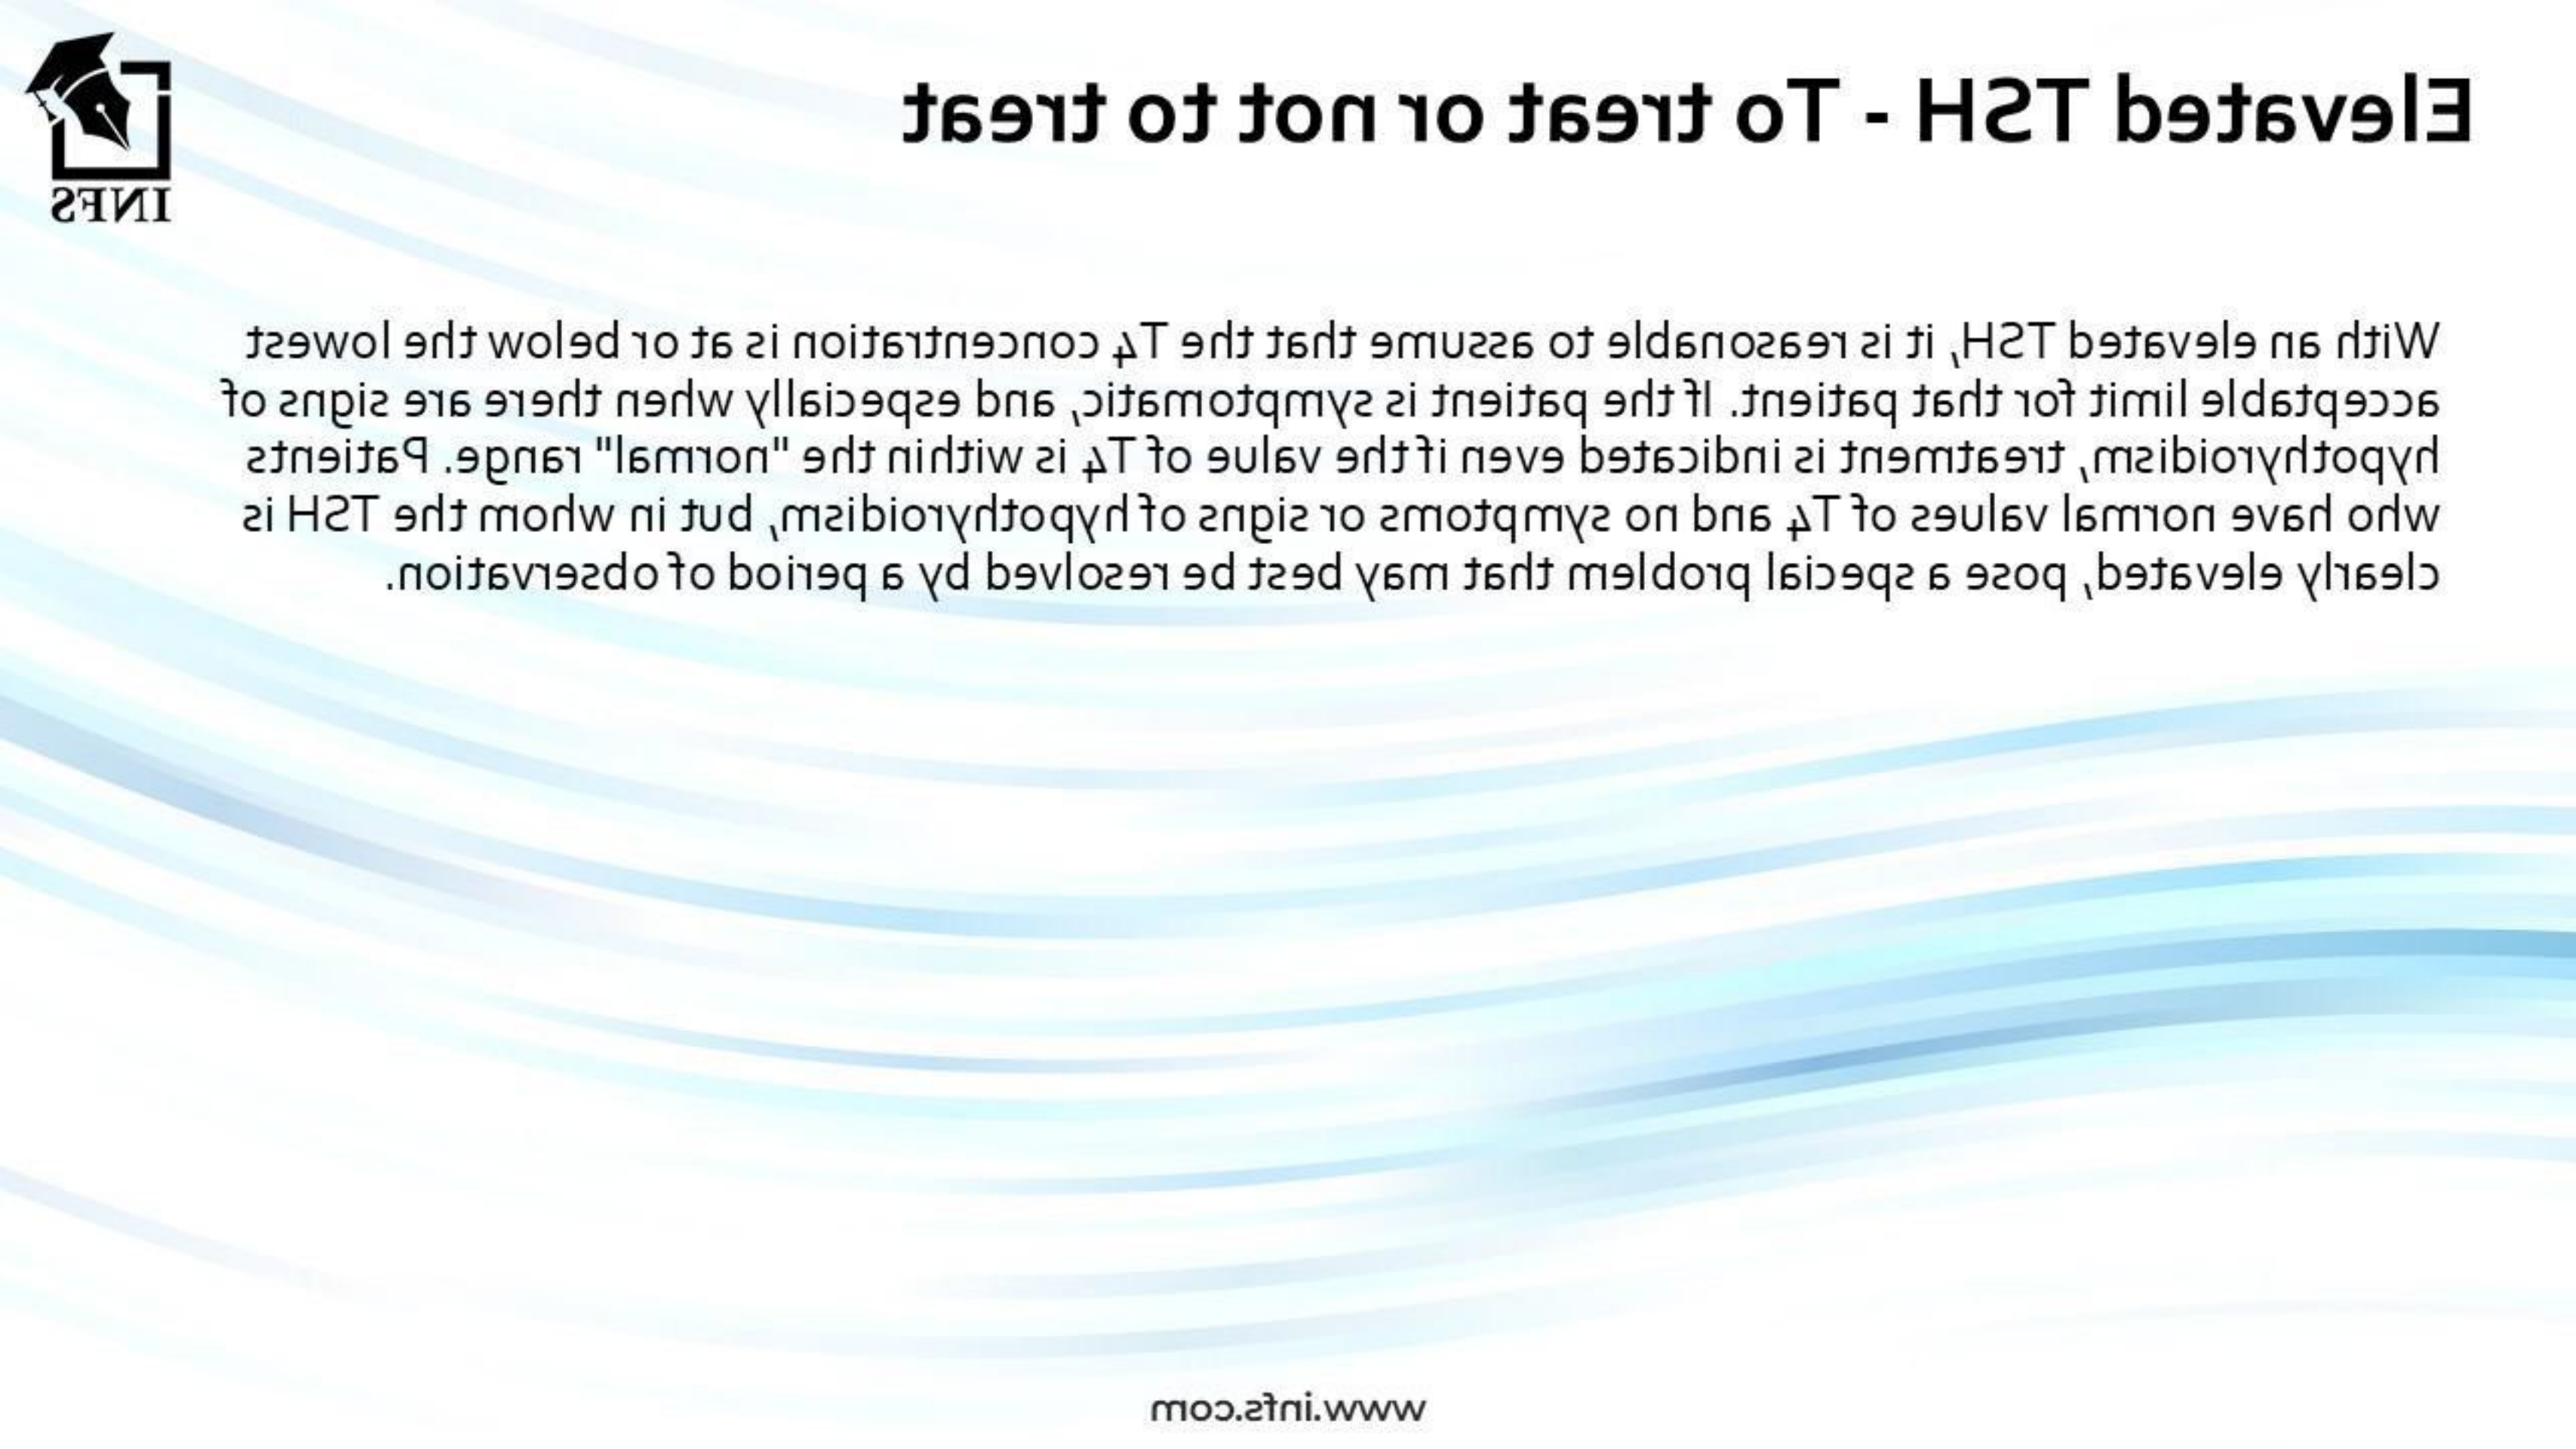 Elevated TSH - To treat or not to treat
INFS
With an elevated TSH, it is reasonable to assume that the T4 concentration is at or below the lowest
acceptable limit for that patient. If the patient is symptomatic, and especially when there are signs of
hypothyroidism, treatment is indicated even if the value of T4 is within the "normal" range. Patients
who have normal values of T4 and no symptoms or signs of hypothyroidism, but in whom the TSH is
clearly elevated, pose a special problem that may best be resolved by a period of observation.
www.infs.com